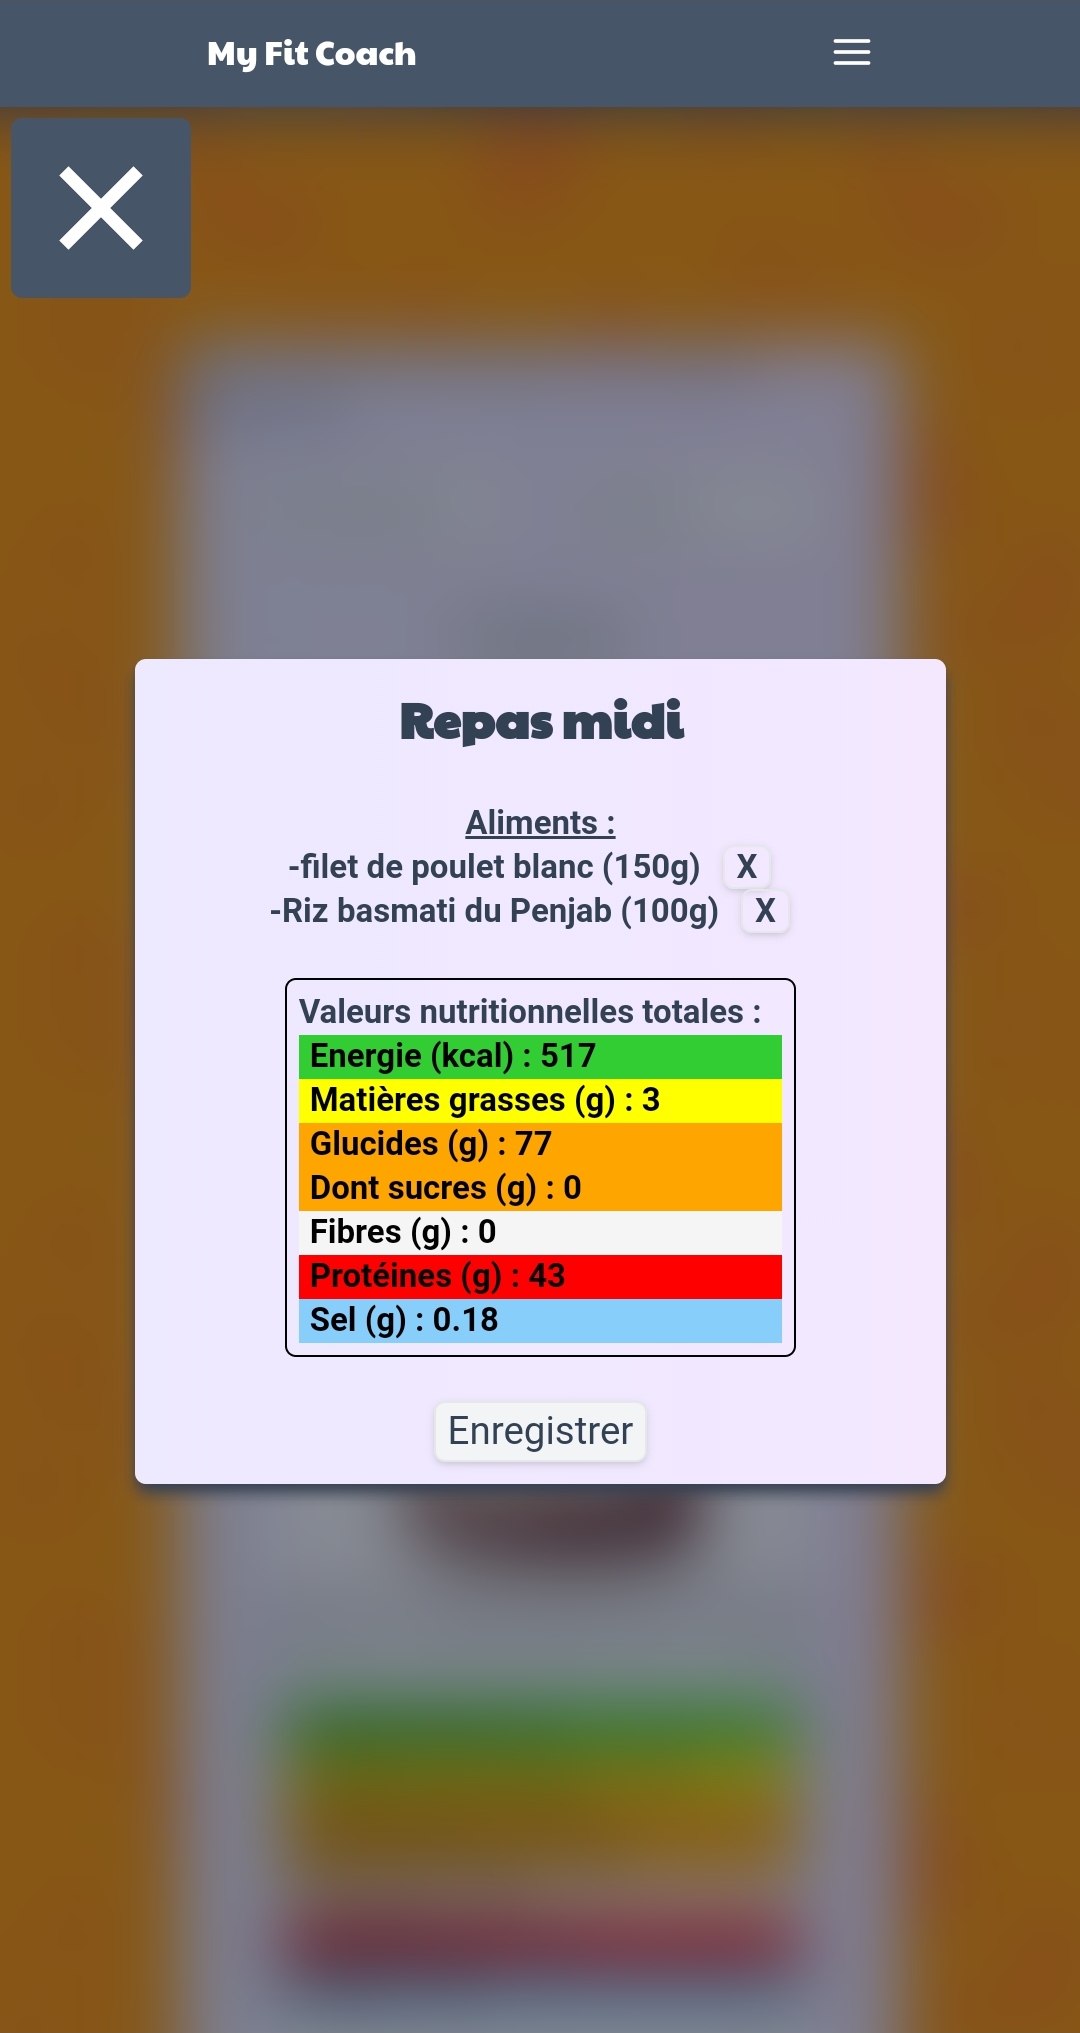 My Fit Coach
Repas midi
Aliments :
-filet de poulet blanc (150g) X
-Riz basmati du Penjab (100g) X
Valeurs nutritionnelles totales :
Energie (kcal) : 517
Matières grasses (g) : 3
Glucides (g) : 77
Dont sucres (g) : 0
Fibres (g) : 0
Protéines (g) : 43
Sel (g) : 0.18
Enregistrer